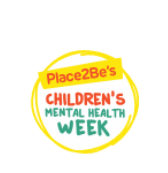 Place2Be's
CHILDREN'S
MENTAL HEALTH
WEEK